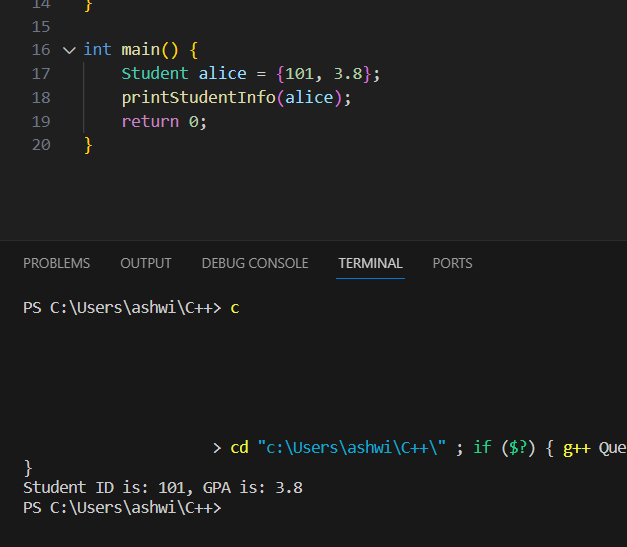 14 }
15
16 int main() {
17 Student alice = {101, 3.8};
18 printStudentInfo(alice);
19 return 0;
20 }
PROBLEMS OUTPUT DEBUG CONSOLE TERMINAL PORTS
PS C:\Users\ashwi\C++> c
> cd "c:\Users\ashwi\C++\" ; if ($?) { g++ Que
}
Student ID is: 101, GPA is: 3.8
PS C:\Users\ashwi\C++>